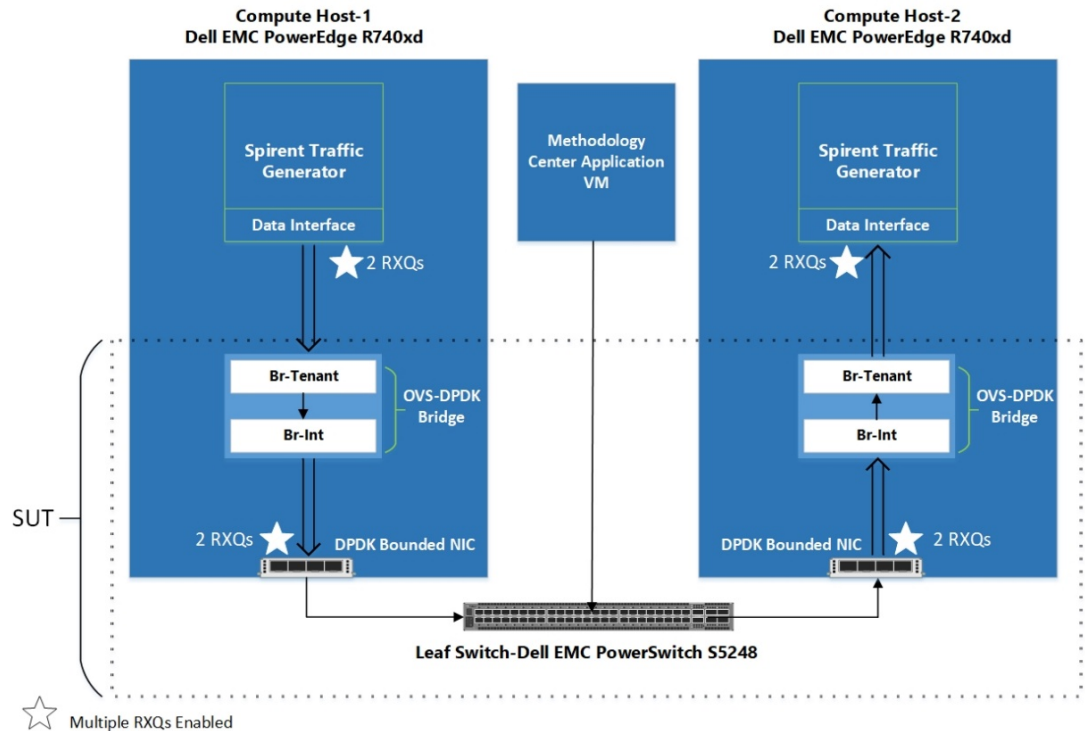 Compute Host-1
Dell EMC PowerEdge R740xd
Compute Host-2
Dell EMC PowerEdge R740xd
Spirent Traffic
Generator
Data Interface
2 RXQs
Methodology
Center Application
VM
Spirent Traffic
Generator
Data Interface
2 RXQs
Br-Tenant
Br-Int
OVS-DPDK
Bridge
Br-Tenant
Br-Int
OVS-DPDK
Bridge
SUT
2 RXQs
DPDK Bounded NIC
DPDK Bounded NIC
2 RXQs
Leaf Switch-Dell EMC PowerSwitch S5248
Multiple RXQs Enabled